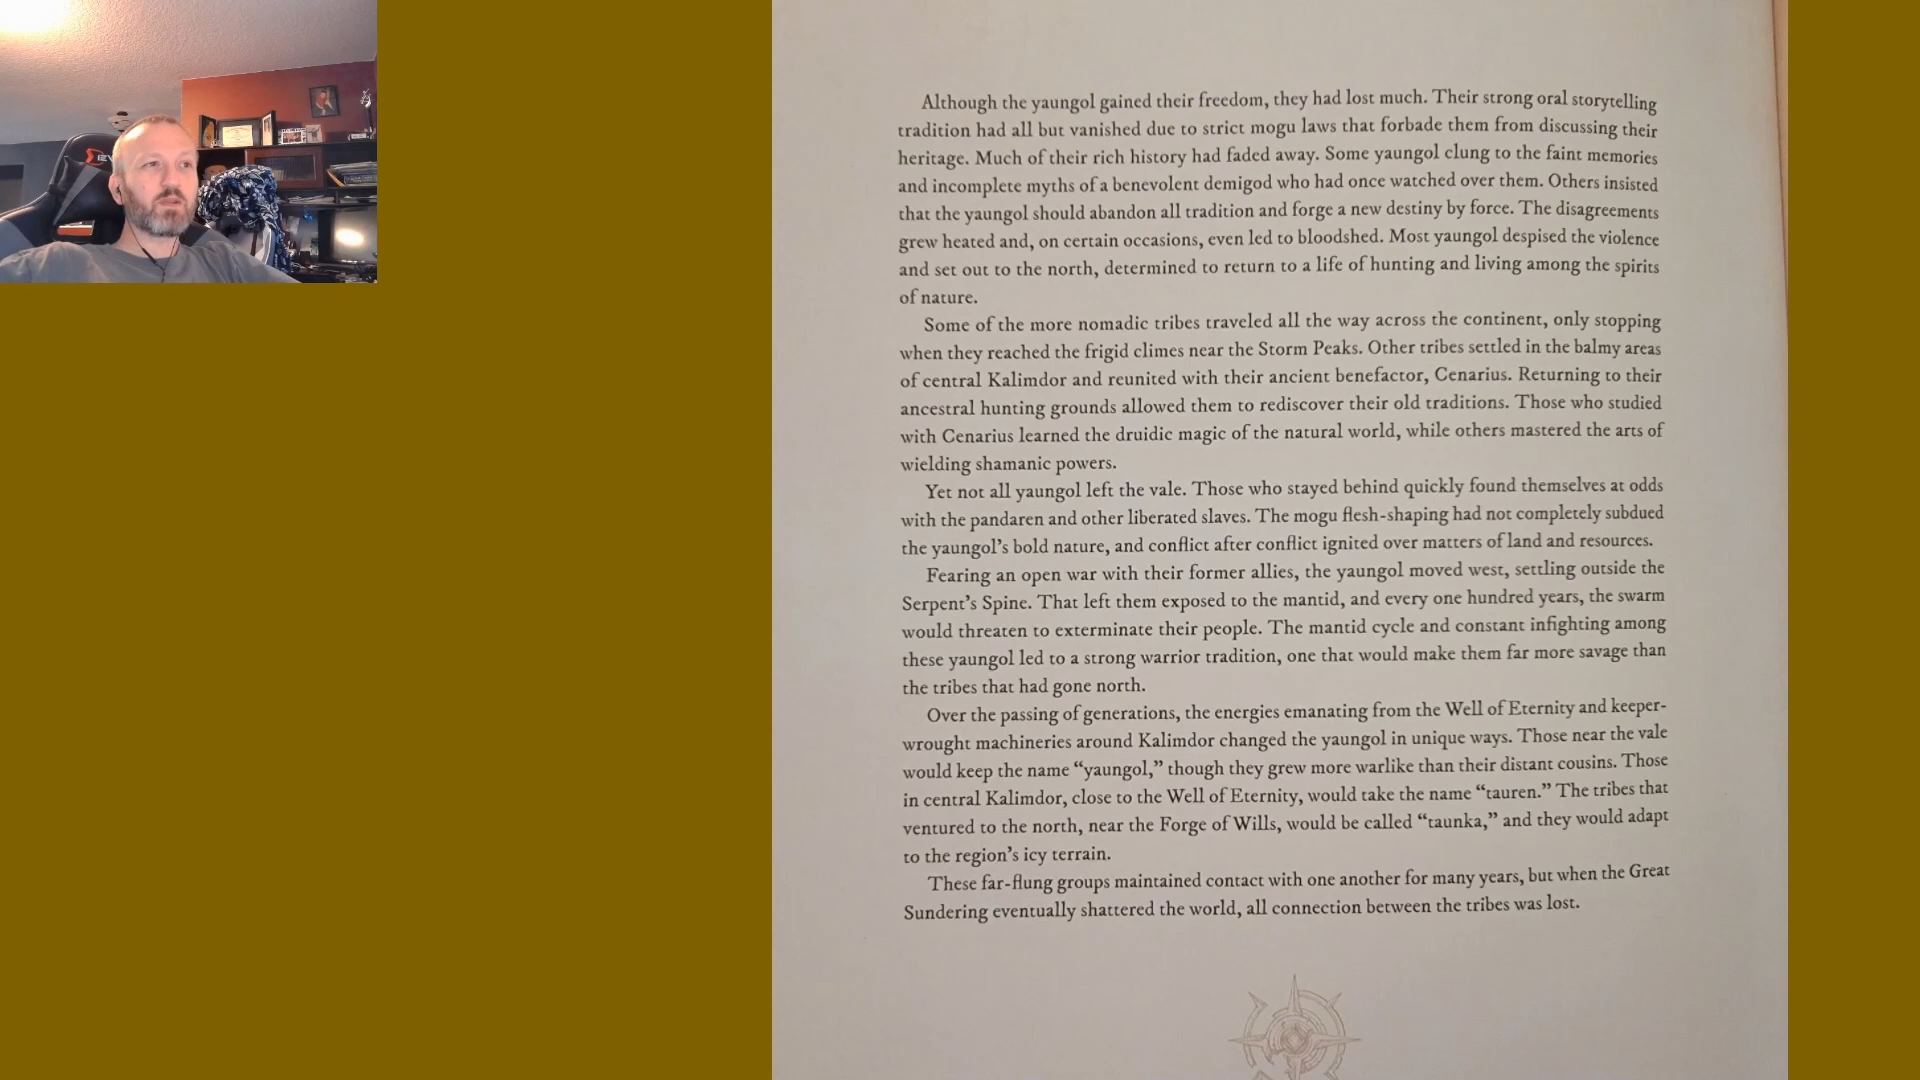 Although the yaungol gained their freedom, they had lost much. Their strong oral storytelling
tradition had all but vanished due to strict mogu laws that forbade them from discussing their
heritage. Much of their rich history had faded away. Some yaungol clung to the faint memories
and incomplete myths of a benevolent demigod who had once watched over them. Others insisted
that the yaungol should abandon all tradition and forge a new destiny by force. The disagreements
grew heated and, on certain occasions, even led to bloodshed. Most yaungol despised the violence
and set out to the north, determined to return to a life of hunting and living among the spirits
of nature.
Some of the more nomadic tribes traveled all the way across the continent, only stopping
when they reached the frigid climes near the Storm Peaks. Other tribes settled in the balmy areas
of central Kalimdor and reunited with their ancient benefactor, Cenarius. Returning to their
ancestral hunting grounds allowed them to rediscover their old traditions. Those who studied
with Cenarius learned the druidic magic of the natural world, while others mastered the arts of
wielding shamanic powers.
Yet not all yaungol left the vale. Those who stayed behind quickly found themselves at odds
with the pandaren and other liberated slaves. The mogu flesh-shaping had not completely subdued
the yaungol's bold nature, and conflict after conflict ignited over matters of land and resources.
Fearing an open war with their former allies, the yaungol moved west, settling outside the
Serpent's Spine. That left them exposed to the mantid, and every one hundred years, the swarm
would threaten to exterminate their people. The mantid cycle and constant infighting among
these yaungol led to a strong warrior tradition, one that would make them far more savage than
the tribes that had gone north.
Over the passing of generations, the energies emanating from the Well of Eternity and keeper-
wrought machineries around Kalimdor changed the yaungol in unique ways. Those near the vale
would keep the name "yaungol," though they grew more warlike than their distant cousins. Those
in central Kalimdor, close to the Well of Eternity, would take the name "tauren." The tribes that
ventured to the north, near the Forge of Wills, would be called "taunka," and they would adapt
to the region's icy terrain.
These far-flung groups maintained contact with one another for many years, but when the Great
Sundering eventually shattered the world, all connection between the tribes was lost.